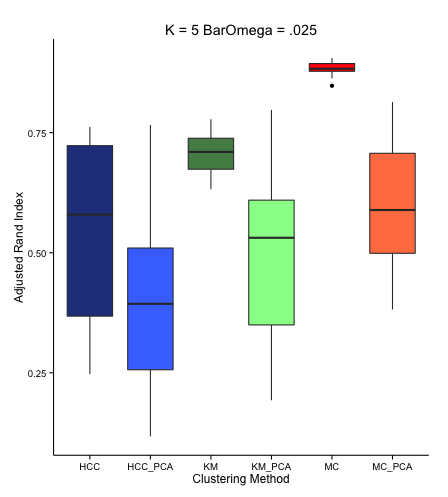 K = 5 BarOmega = .025
Adjusted Rand Index
0.75
0.50
0.25
HCC HCC_PCA KM KM_PCA MC MC_PCA
Clustering Method